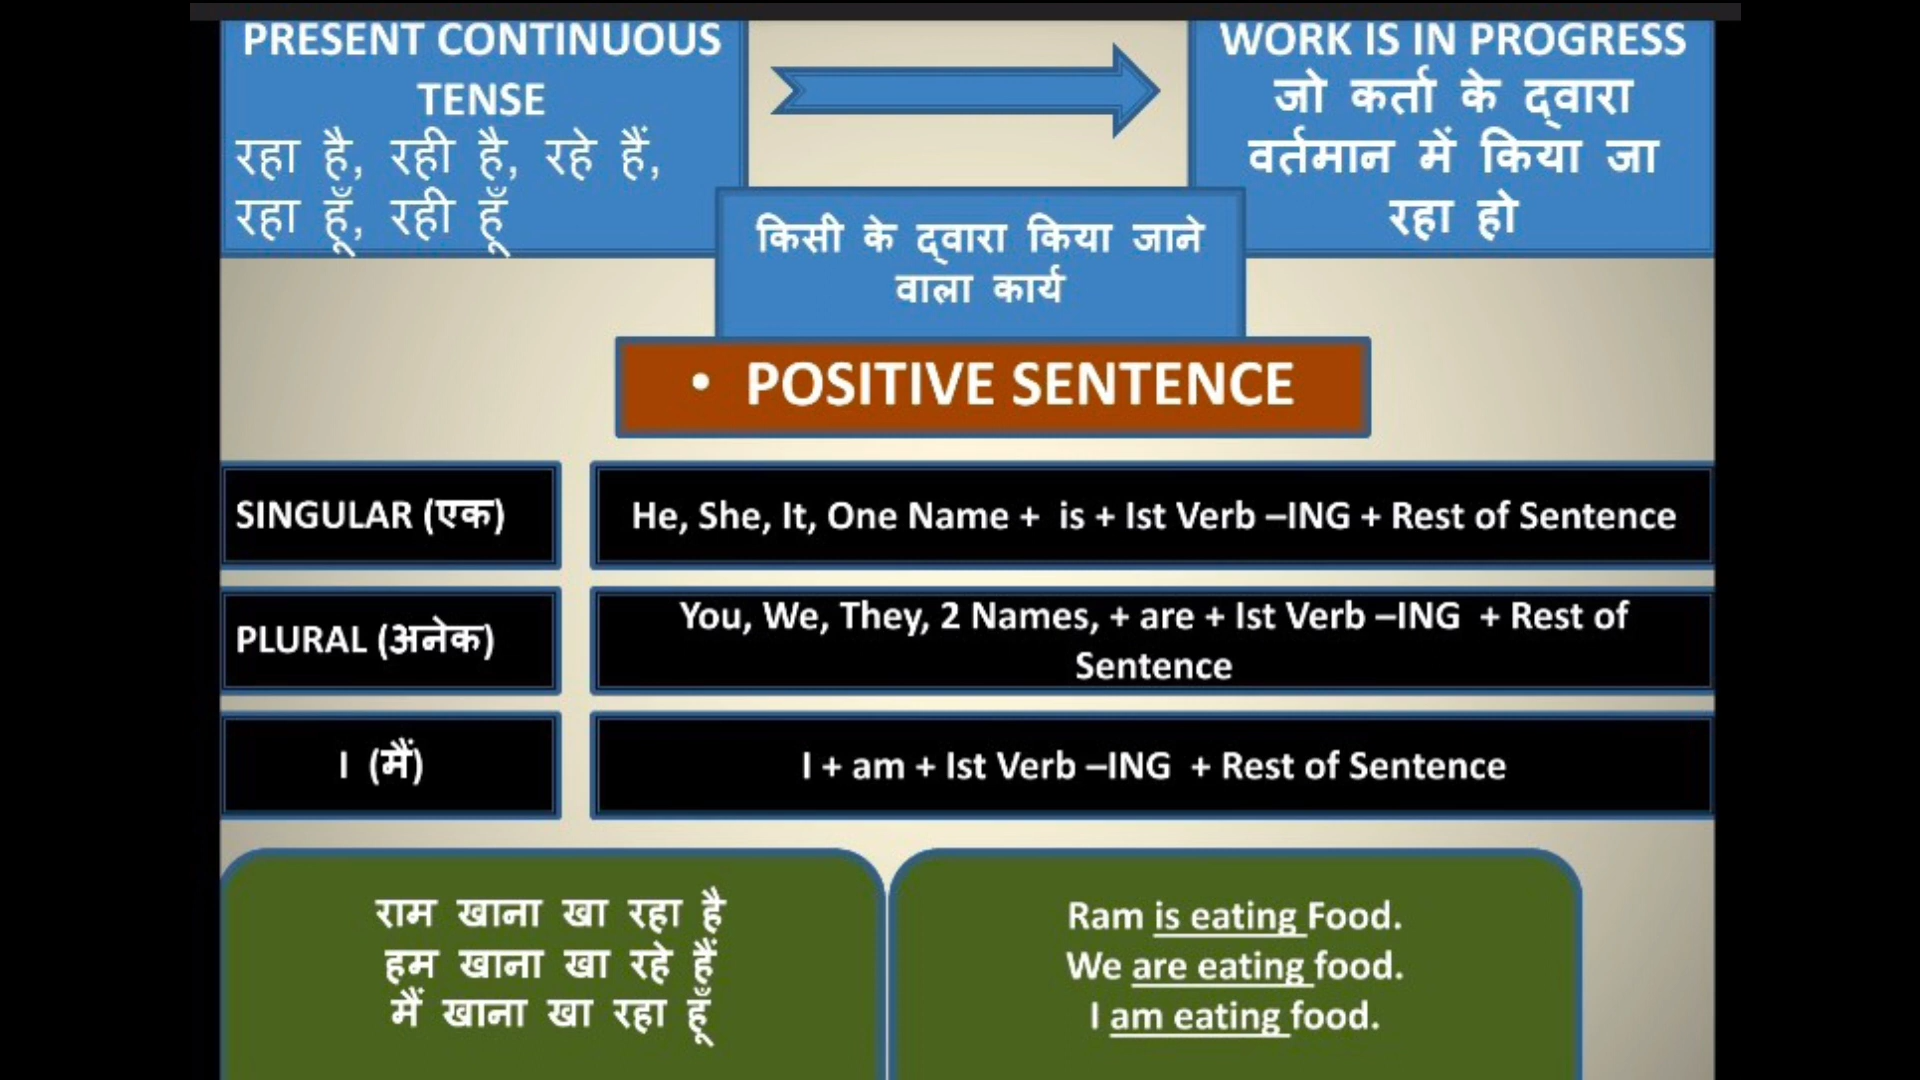 PRESENT CONTINUOUS
TENSE
रहा है, रही है, रहे हैं,
रहा हूँ, रही हूँ
WORK IS IN PROGRESS
जो कर्ता के द्वारा
वर्तमान में किया जा
रहा हो
किसी के द्वारा किया जाने
वाला कार्य
• POSITIVE SENTENCE
SINGULAR (एक)
He, She, It, One Name + is + Ist Verb –ING + Rest of Sentence
PLURAL (अनेक)
You, We, They, 2 Names, + are + Ist Verb –ING + Rest of
Sentence
I (मैं)
I + am + Ist Verb –ING + Rest of Sentence
राम खाना खा रहा है
हम खाना खा रहे हैं
मैं खाना खा रहा हूँ
Ram is eating Food.
We are eating food.
I am eating food.